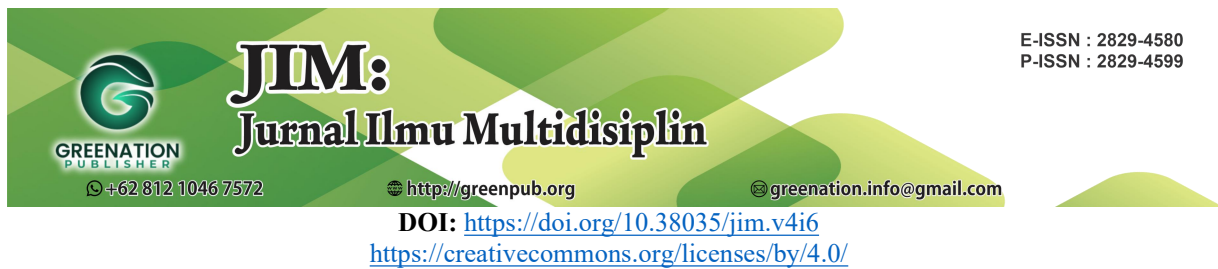 E-ISSN : 2829-4580
P-ISSN : 2829-4599
JIM:
Jurnal Ilmu Multidisiplin
GREENATION
PUBLISHER
+62 812 1046 7572
http://greenpub.org
greenation.info@gmail.com
DOI: https://doi.org/10.38035/jim.v4i6
https://creativecommons.org/licenses/by/4.0/